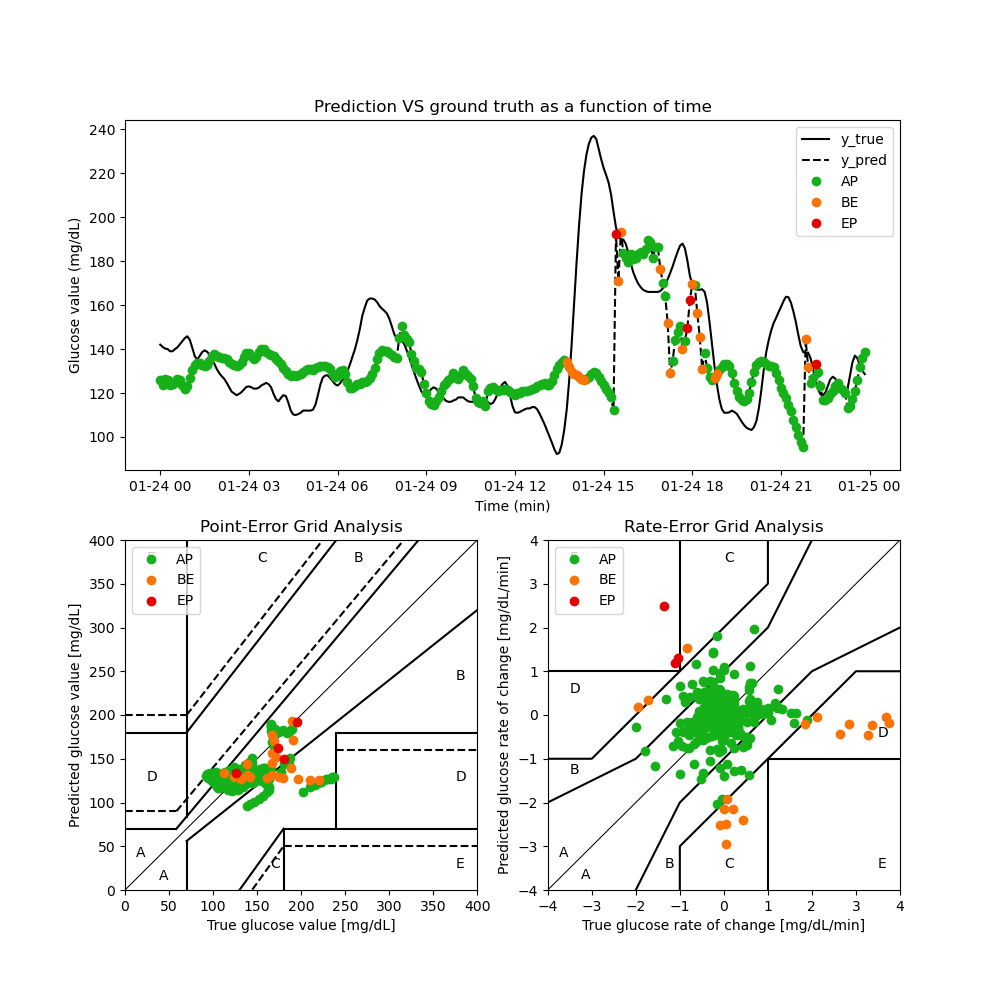 Prediction VS ground truth as a function of time
Glucose value (mg/dL)
240
220
200
180
160
140
120
100
y_true
y_pred
AP
BE
EP
01-24 00 01-24 03 01-24 06 01-24 09 01-24 12 01-24 15 01-24 18 01-24 21 01-25 00
Time (min)
Point-Error Grid Analysis
Predicted glucose value [mg/dL]
400
350
300
250
200
150
100
50
0
AP
BE
EP
C B
B
D D
A
A C E
0 50 100 150 200 250 300 350 400
True glucose value [mg/dL]
Rate-Error Grid Analysis
Predicted glucose rate of change [mg/dL/min]
4
3
2
1
0
−1
−2
−3
−4
AP
BE
EP
C
D
D
B
A
A B C E
−4 −3 −2 −1 0 1 2 3 4
True glucose rate of change [mg/dL/min]